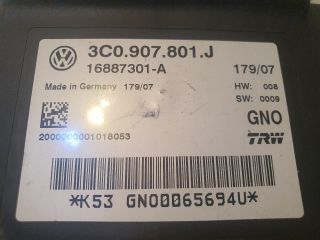 3C0.907.801.J
16887301-A 179/07
Made in Germany 179/07 HW: 008
SW: 0009
GNO
2000000001018053 TRW
*K53 GNO00065694U*